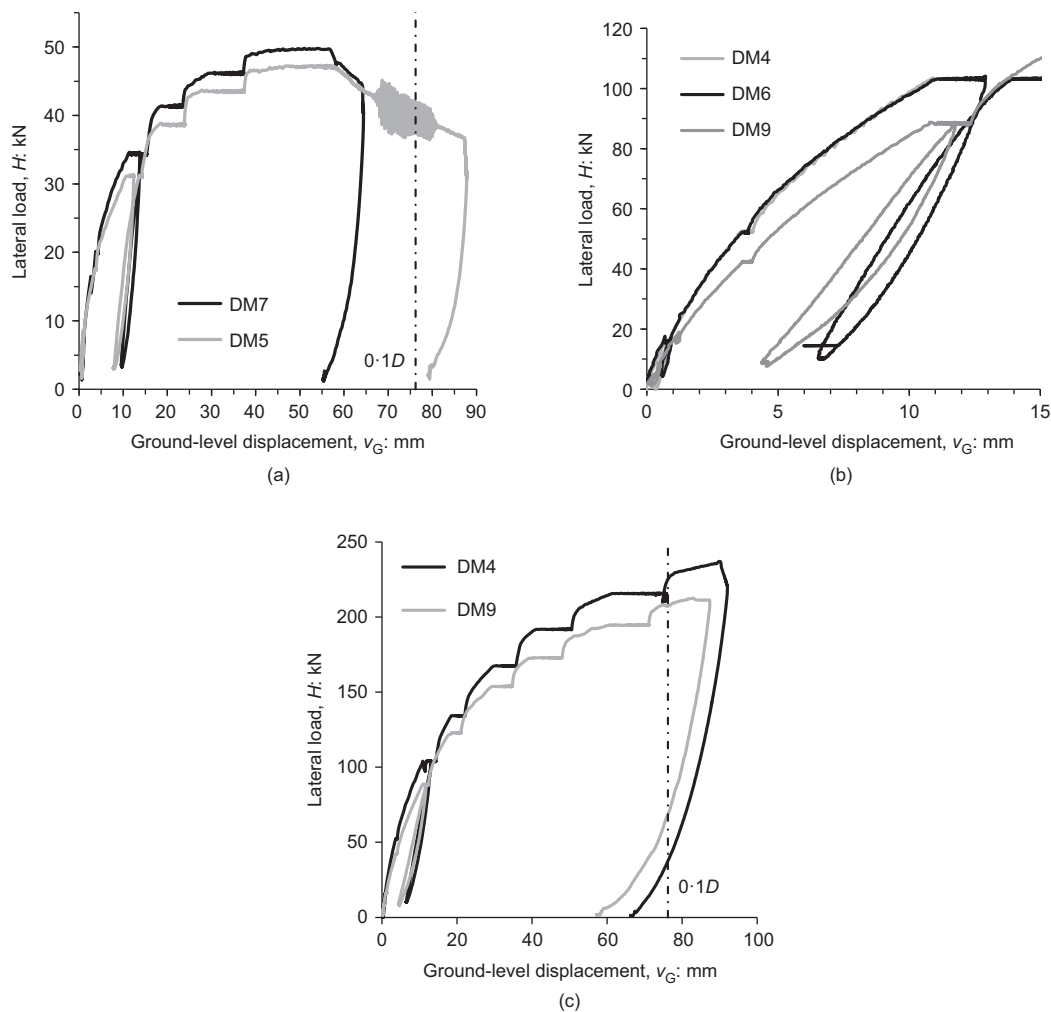 50
40
30
20
10
0
Lateral load, H: kN
DM7
DM5
0·1D
0 10 20 30 40 50 60 70 80 90
Ground-level displacement, vG: mm
(a)
120
100
80
60
40
20
0
Lateral load, H: kN
DM4
DM6
DM9
0 5 10 15
Ground-level displacement, vG: mm
(b)
250
200
150
100
50
0
Lateral load, H: kN
DM4
DM9
0·1D
0 20 40 60 80 100
Ground-level displacement, vG: mm
(c)